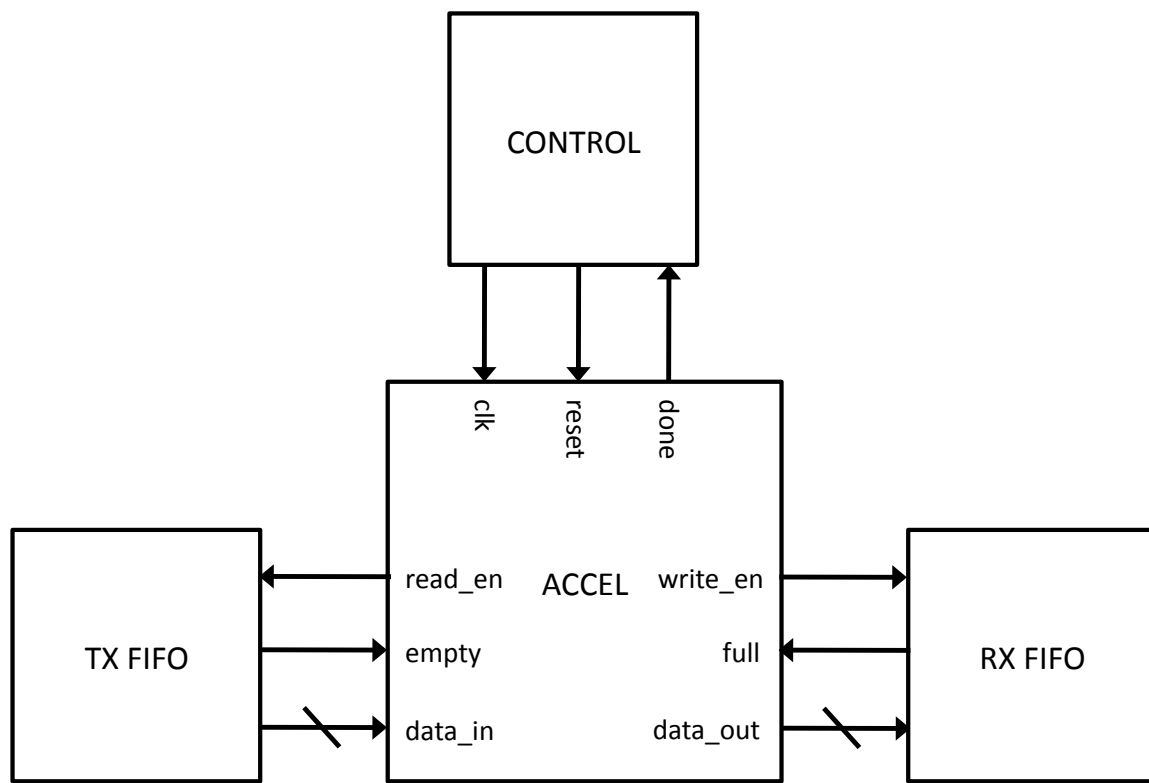 CONTROL
clk
reset
done
read_en
ACCEL
write_en
TX FIFO
empty
full
RX FIFO
data_in
data_out